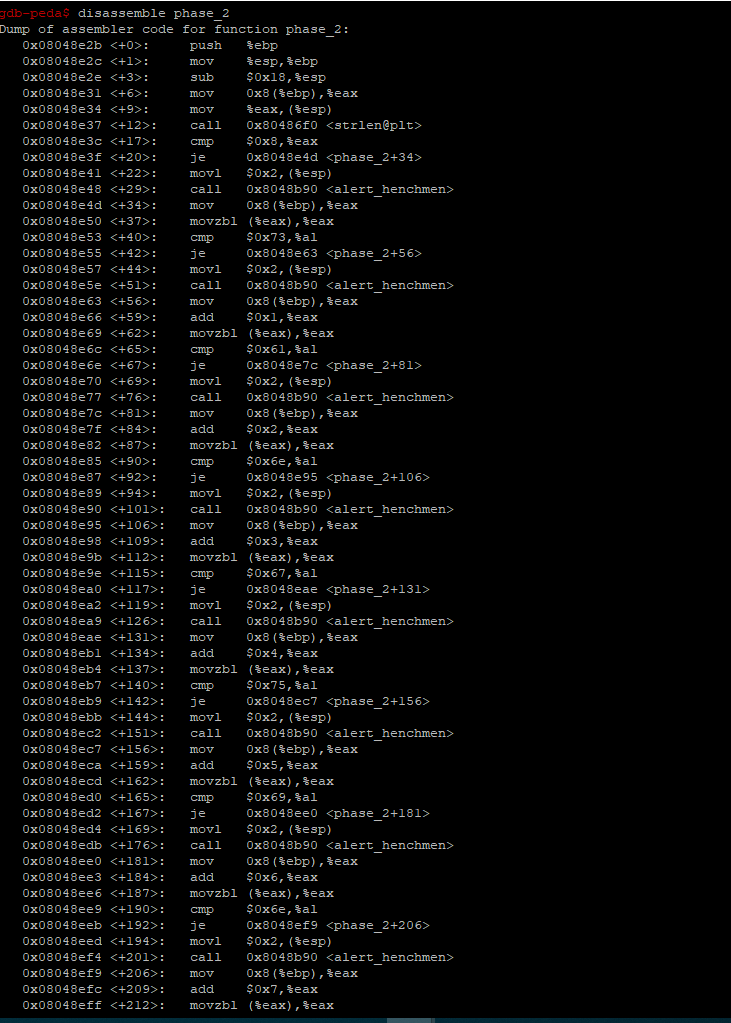 gdb-peda$ disassemble phase_2
Dump of assembler code for function phase_2:
   0x08048e2b <+0>:     push   %ebp
   0x08048e2c <+1>:     mov    %esp,%ebp
   0x08048e2e <+3>:     sub    $0x18,%esp
   0x08048e31 <+6>:     mov    0x8(%ebp),%eax
   0x08048e34 <+9>:     mov    %eax,(%esp)
   0x08048e37 <+12>:    call   0x80486f0 <strlen@plt>
   0x08048e3c <+17>:    cmp    $0x8,%eax
   0x08048e3f <+20>:    je     0x8048e4d <phase_2+34>
   0x08048e41 <+22>:    movl   $0x2,(%esp)
   0x08048e48 <+29>:    call   0x8048b90 <alert_henchmen>
   0x08048e4d <+34>:    mov    0x8(%ebp),%eax
   0x08048e50 <+37>:    movzbl (%eax),%eax
   0x08048e53 <+40>:    cmp    $0x73,%al
   0x08048e55 <+42>:    je     0x8048e63 <phase_2+56>
   0x08048e57 <+44>:    movl   $0x2,(%esp)
   0x08048e5e <+51>:    call   0x8048b90 <alert_henchmen>
   0x08048e63 <+56>:    mov    0x8(%ebp),%eax
   0x08048e66 <+59>:    add    $0x1,%eax
   0x08048e69 <+62>:    movzbl (%eax),%eax
   0x08048e6c <+65>:    cmp    $0x61,%al
   0x08048e6e <+67>:    je     0x8048e7c <phase_2+81>
   0x08048e70 <+69>:    movl   $0x2,(%esp)
   0x08048e77 <+76>:    call   0x8048b90 <alert_henchmen>
   0x08048e7c <+81>:    mov    0x8(%ebp),%eax
   0x08048e7f <+84>:    add    $0x2,%eax
   0x08048e82 <+87>:    movzbl (%eax),%eax
   0x08048e85 <+90>:    cmp    $0x6e,%al
   0x08048e87 <+92>:    je     0x8048e95 <phase_2+106>
   0x08048e89 <+94>:    movl   $0x2,(%esp)
   0x08048e90 <+101>:   call   0x8048b90 <alert_henchmen>
   0x08048e95 <+106>:   mov    0x8(%ebp),%eax
   0x08048e98 <+109>:   add    $0x3,%eax
   0x08048e9b <+112>:   movzbl (%eax),%eax
   0x08048e9e <+115>:   cmp    $0x67,%al
   0x08048ea0 <+117>:   je     0x8048eae <phase_2+131>
   0x08048ea2 <+119>:   movl   $0x2,(%esp)
   0x08048ea9 <+126>:   call   0x8048b90 <alert_henchmen>
   0x08048eae <+131>:   mov    0x8(%ebp),%eax
   0x08048eb1 <+134>:   add    $0x4,%eax
   0x08048eb4 <+137>:   movzbl (%eax),%eax
   0x08048eb7 <+140>:   cmp    $0x75,%al
   0x08048eb9 <+142>:   je     0x8048ec7 <phase_2+156>
   0x08048ebb <+144>:   movl   $0x2,(%esp)
   0x08048ec2 <+151>:   call   0x8048b90 <alert_henchmen>
   0x08048ec7 <+156>:   mov    0x8(%ebp),%eax
   0x08048eca <+159>:   add    $0x5,%eax
   0x08048ecd <+162>:   movzbl (%eax),%eax
   0x08048ed0 <+165>:   cmp    $0x69,%al
   0x08048ed2 <+167>:   je     0x8048ee0 <phase_2+181>
   0x08048ed4 <+169>:   movl   $0x2,(%esp)
   0x08048edb <+176>:   call   0x8048b90 <alert_henchmen>
   0x08048ee0 <+181>:   mov    0x8(%ebp),%eax
   0x08048ee3 <+184>:   add    $0x6,%eax
   0x08048ee6 <+187>:   movzbl (%eax),%eax
   0x08048ee9 <+190>:   cmp    $0x6e,%al
   0x08048eeb <+192>:   je     0x8048ef9 <phase_2+206>
   0x08048eed <+194>:   movl   $0x2,(%esp)
   0x08048ef4 <+201>:   call   0x8048b90 <alert_henchmen>
   0x08048ef9 <+206>:   mov    0x8(%ebp),%eax
   0x08048efc <+209>:   add    $0x7,%eax
   0x08048eff <+212>:   movzbl (%eax),%eax